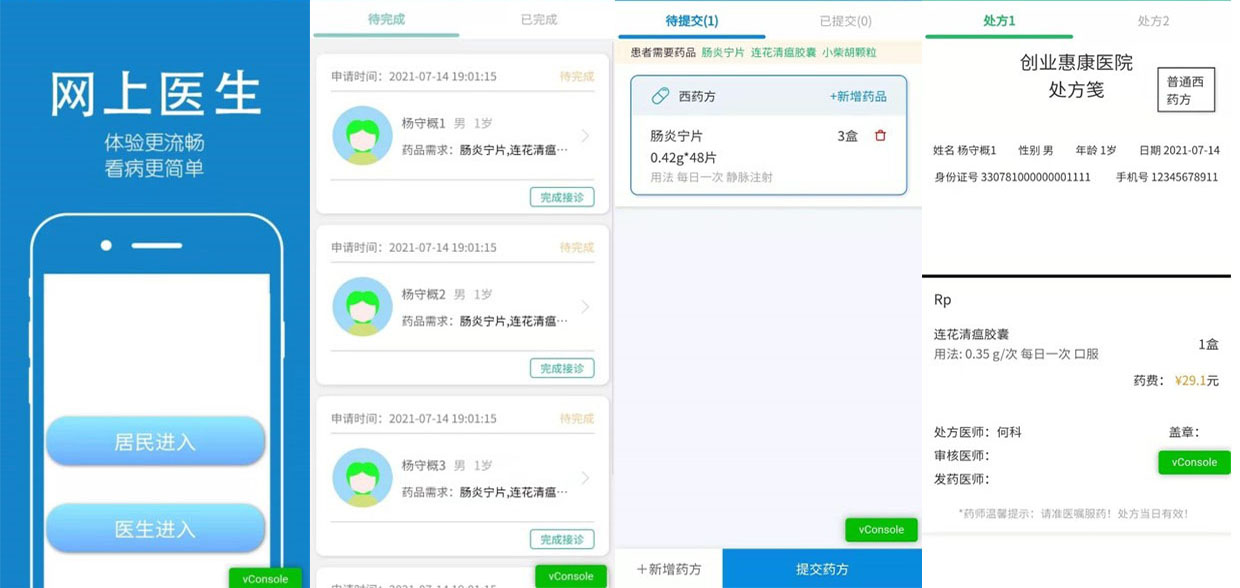 网上医生
体验更流畅
看病更简单
居民进入
医生进入
vConsole
待完成 已完成
申请时间：2021-07-14 19:01:15 待完成
杨守概1 男 1岁
药品需求：肠炎宁片,连花清瘟···
完成接诊
申请时间：2021-07-14 19:01:15 待完成
杨守概2 男 1岁
药品需求：肠炎宁片,连花清瘟···
完成接诊
申请时间：2021-07-14 19:01:15 待完成
杨守概3 男 1岁
药品需求：肠炎宁片,连花清瘟···
完成接诊
申请时间：2021-07-14 19:01:15
vConsole
待提交(1) 已提交(0)
患者需要药品 肠炎宁片 连花清瘟胶囊 小柴胡颗粒
西药方 +新增药品
肠炎宁片 3盒
0.42g*48片
用法 每日一次 静脉注射
vConsole
+新增药方 提交药方
处方1 处方2
创业惠康医院
处方笺
普通西
药方
姓名 杨守概1 性别 男 年龄 1岁 日期 2021-07-14
身份证号 330781000000001111 手机号 12345678911
Rp
连花清瘟胶囊
1盒
用法: 0.35 g/次 每日一次 口服
药费： ¥29.1元
处方医师：何科 盖章：
审核医师：
vConsole
发药医师：
*药师温馨提示：请准医嘱服药！处方当日有效！